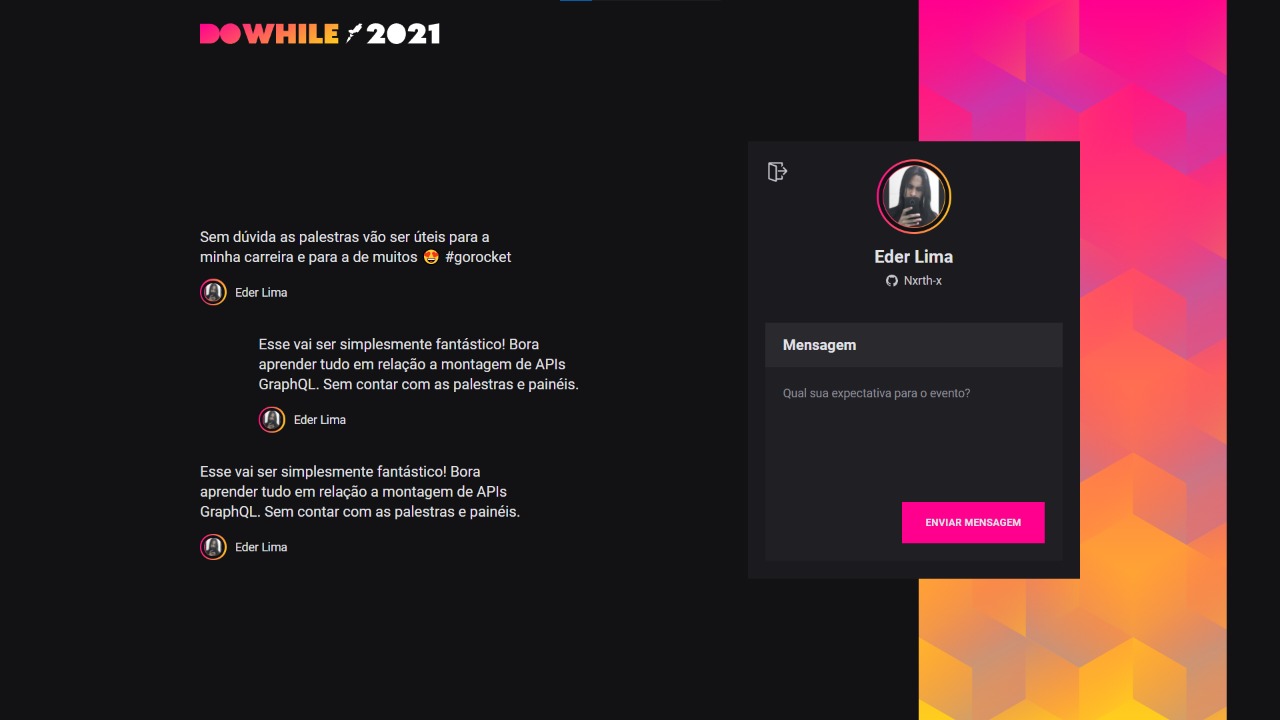 DOWHILE 2021
Sem dúvida as palestras vão ser úteis para a
minha carreira e para a de muitos 🤩 #gorocket
Eder Lima
Esse vai ser simplesmente fantástico! Bora
aprender tudo em relação a montagem de APIs
GraphQL. Sem contar com as palestras e painéis.
Eder Lima
Esse vai ser simplesmente fantástico! Bora
aprender tudo em relação a montagem de APIs
GraphQL. Sem contar com as palestras e painéis.
Eder Lima
Eder Lima
Nxrth-x
Mensagem
Qual sua expectativa para o evento?
ENVIAR MENSAGEM